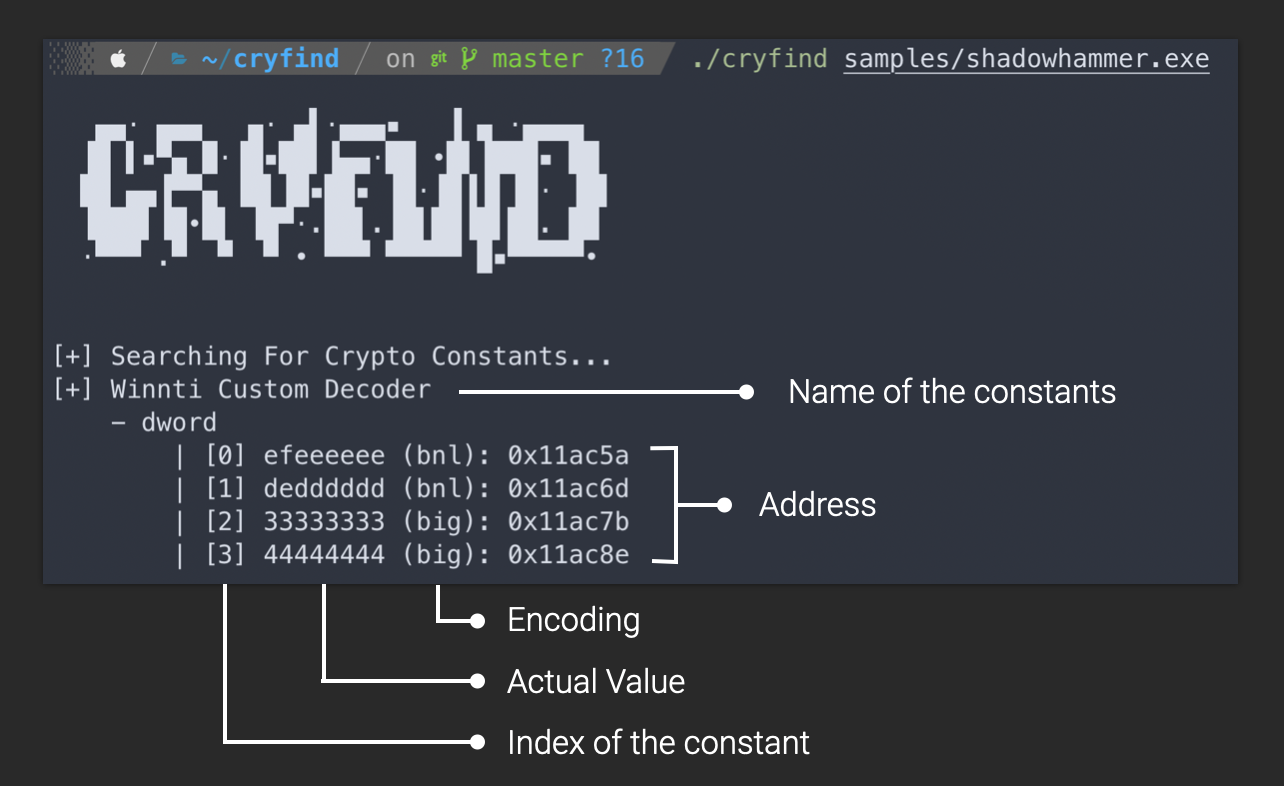 ~/cryfind on git master ?16 ./cryfind samples/shadowhammer.exe
CRYFIND
[+] Searching For Crypto Constants...
[+] Winnti Custom Decoder
Name of the constants
– dword
| [0] efeeeeee (bnl): 0x11ac5a
| [1] dedddddd (bnl): 0x11ac6d
| [2] 33333333 (big): 0x11ac7b
| [3] 44444444 (big): 0x11ac8e
Address
Encoding
Actual Value
Index of the constant